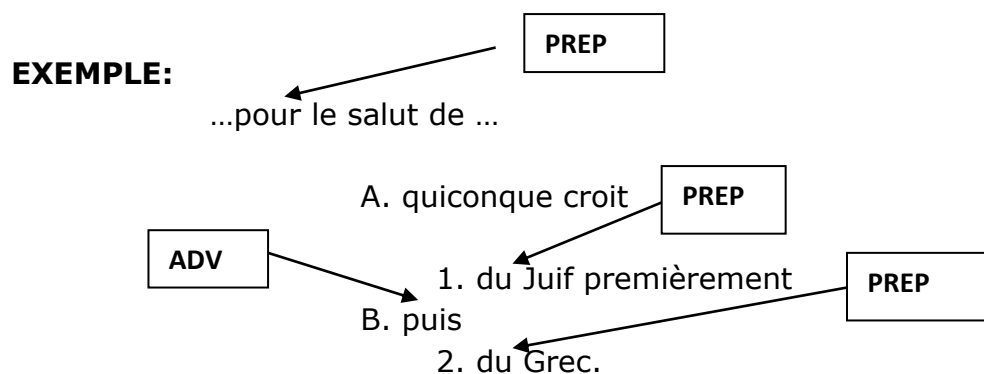 PREP
EXEMPLE:
…pour le salut de …
A. quiconque croit
PREP
ADV
1. du Juif premièrement
PREP
B. puis
2. du Grec.